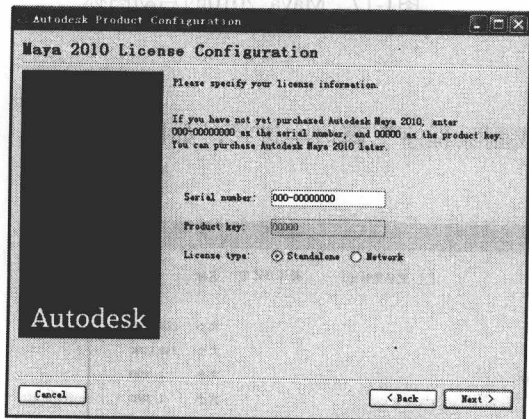 Autodesk Product Configuration
Maya 2010 License Configuration
Please specify your license information.
If you have not yet purchased Autodesk Maya 2010, enter
000-00000000 as the serial number, and 00000 as the product key.
You can purchase Autodesk Maya 2010 later.
Serial number: 000-00000000
Product key: 00000
License type: Standalone Network
Autodesk
Cancel
< Back
Next >